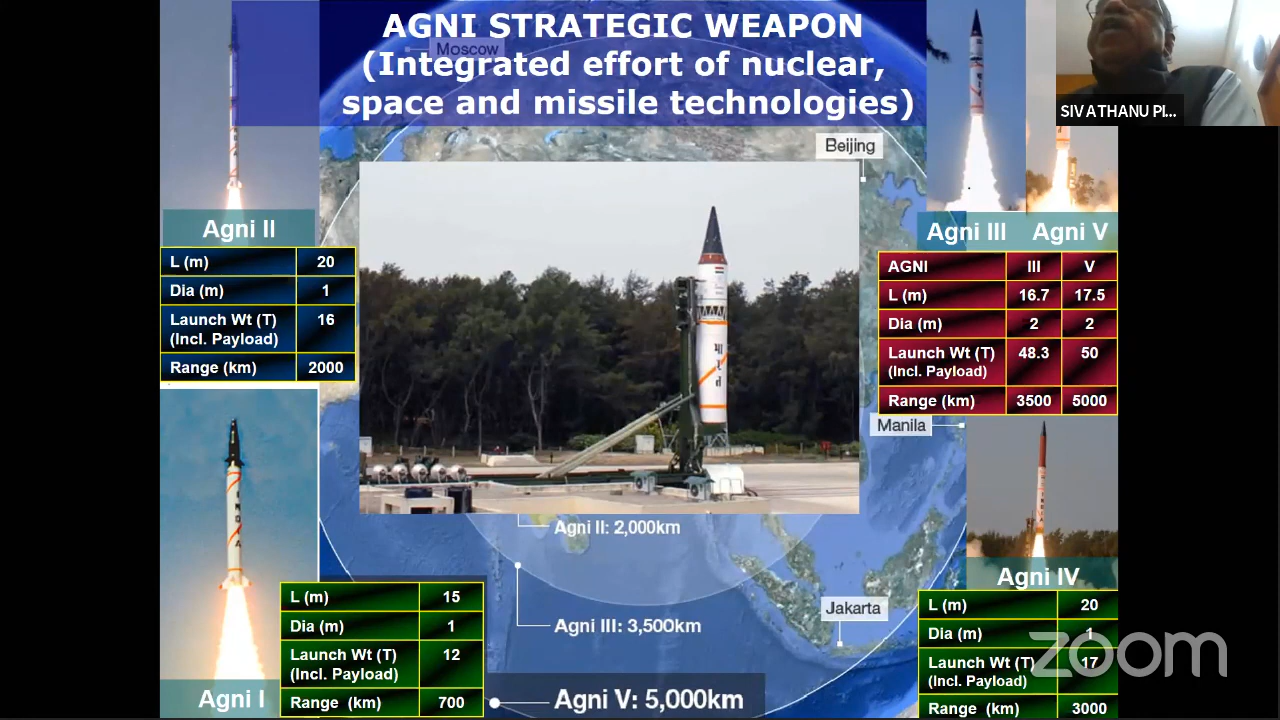 AGNI STRATEGIC WEAPON
(Integrated effort of nuclear,
space and missile technologies)
Moscow
Beijing
SIVATHANU PI...
Agni II
L (m) 20
Dia (m) 1
Launch Wt (T) 16
(Incl. Payload)
Range (km) 2000
Agni III Agni V
AGNI III V
L (m) 16.7 17.5
Dia (m) 2 2
Launch Wt (T) 48.3 50
(Incl. Payload)
Range (km) 3500 5000
भारत
Manila
INDIA
Agni II: 2,000km
Agni III: 3,500km
Agni V: 5,000km
Jakarta
Agni I
L (m) 15
Dia (m) 1
Launch Wt (T) 12
(Incl. Payload)
Range (km) 700
Agni IV
L (m) 20
Dia (m) 1
Launch Wt (T) 17
(Incl. Payload)
Range (km) 3000
zoom